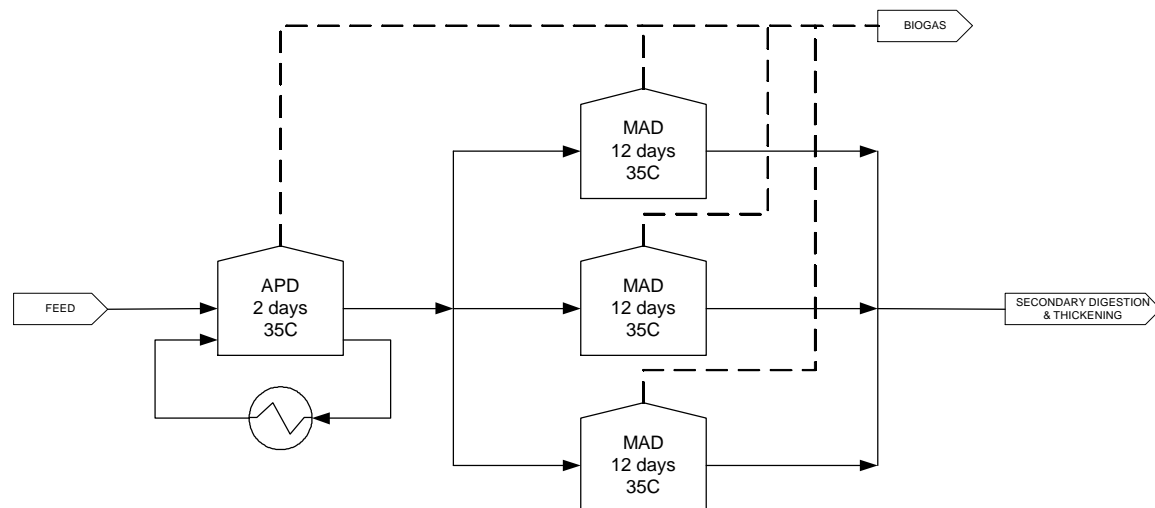 BIOGAS
MAD
12 days
35C
APD
2 days
35C
FEED
MAD
12 days
35C
SECONDARY DIGESTION
& THICKENING
MAD
12 days
35C